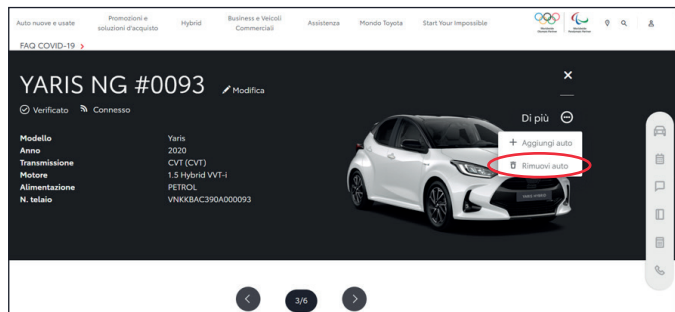 Auto nuove e usate
Promozioni e
soluzioni d'acquisto
Hybrid
Business e Veicoli
Commerciali
Assistenza
Mondo Toyota
Start Your Impossible
FAQ COVID-19
YARIS NG #0093
Modifica
Verificato
Connesso
Di più
Aggiungi auto
Rimuovi auto
Modello Yaris
Anno 2020
Transmissione CVT (CVT)
Motore 1.5 Hybrid VVT-i
Alimentazione PETROL
N. telaio VNKKBAC390A000093
3/6